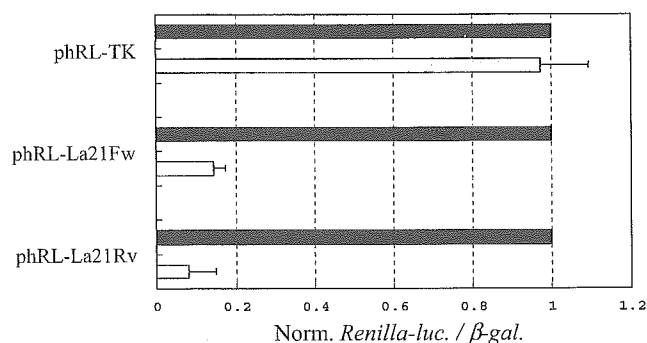 phRL-TK
phRL-La21Fw
phRL-La21Rv
0 0.2 0.4 0.6 0.8 1 1.2
Norm. Renilla-luc. / β-gal.